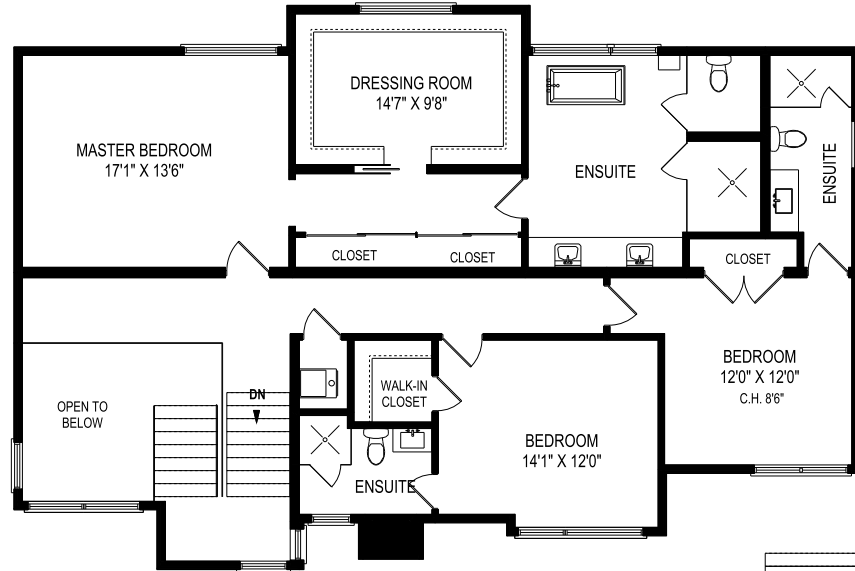 DRESSING ROOM
14'7" X 9'8"
MASTER BEDROOM
17'1" X 13'6"
ENSUITE
ENSUITE
CLOSET
CLOSET
CLOSET
BEDROOM
12'0" X 12'0"
C.H. 8'6"
OPEN TO
BELOW
DN
WALK-IN
CLOSET
BEDROOM
14'1" X 12'0"
ENSUITE